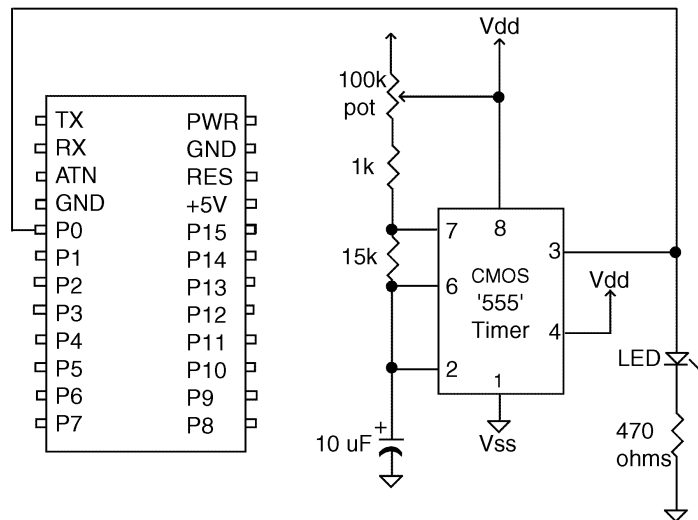 TX
RX
ATN
GND
P0
P1
P2
P3
P4
P5
P6
P7
PWR
GND
RES
+5V
P15
P14
P13
P12
P11
P10
P9
P8
100k
pot
1k
15k
+
10 uF
Vdd
8
7
6
2
1
3
4
CMOS
'555'
Timer
Vss
Vdd
LED
470
ohms